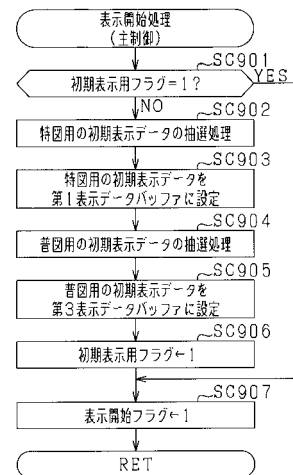 表示開始処理
(主制御)
SC901
初期表示用フラグ=1?
YES
NO
SC902
特図用の初期表示データの抽選処理
SC903
特図用の初期表示データを
第1表示データバッファに設定
SC904
普図用の初期表示データの抽選処理
SC905
普図用の初期表示データを
第3表示データバッファに設定
SC906
初期表示用フラグ←1
SC907
表示開始フラグ←1
RET